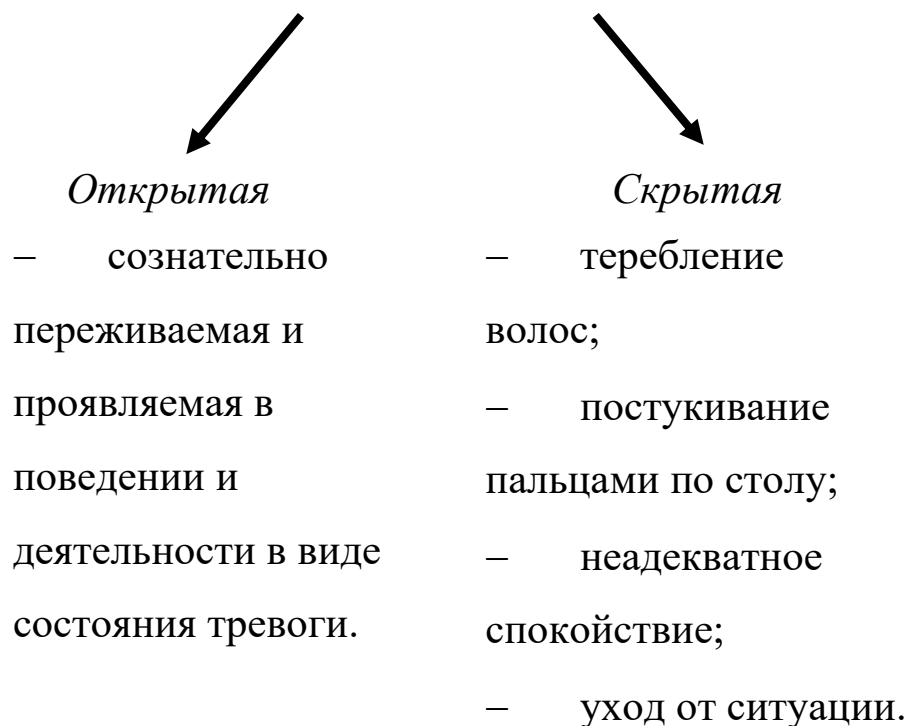 Открытая
– сознательно
переживаемая и
проявляемая в
поведении и
деятельности в виде
состояния тревоги.
Скрытая
– теребление
волос;
– постукивание
пальцами по столу;
– неадекватное
спокойствие;
– уход от ситуации.